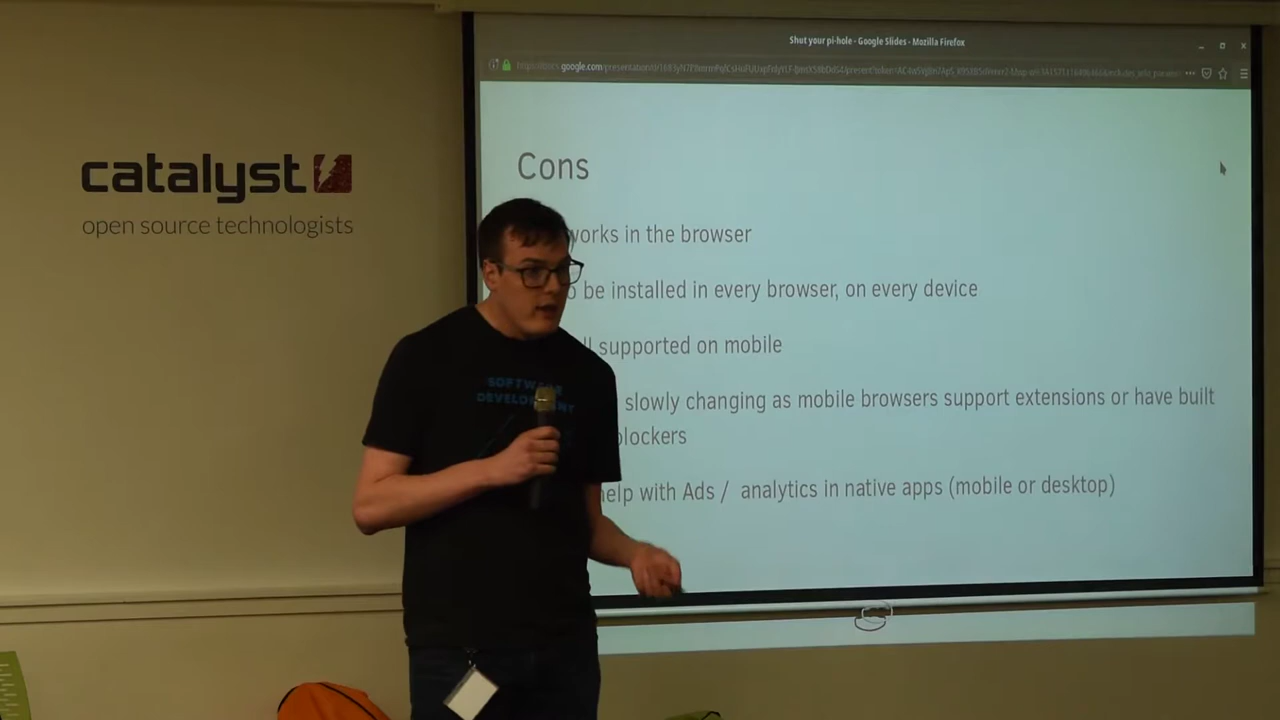 Shut your pi-hole - Google Slides - Mozilla Firefox
catalyst
open source technologists
Cons
works in the browser
be installed in every browser, on every device
supported on mobile
slowly changing as mobile browsers support extensions or have built
help with Ads / analytics in native apps (mobile or desktop)
SOFTWARE
DEVELOPMENT